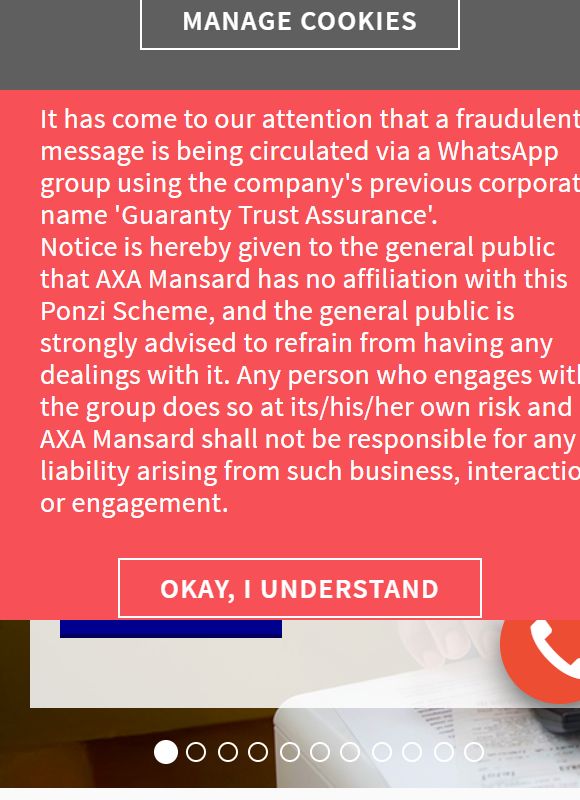 MANAGE COOKIES
It has come to our attention that a fraudulent
message is being circulated via a WhatsApp
group using the company's previous corporat
name 'Guaranty Trust Assurance'.
Notice is hereby given to the general public
that AXA Mansard has no affiliation with this
Ponzi Scheme, and the general public is
strongly advised to refrain from having any
dealings with it. Any person who engages with
the group does so at its/his/her own risk and
AXA Mansard shall not be responsible for any
liability arising from such business, interactio
or engagement.
OKAY, I UNDERSTAND